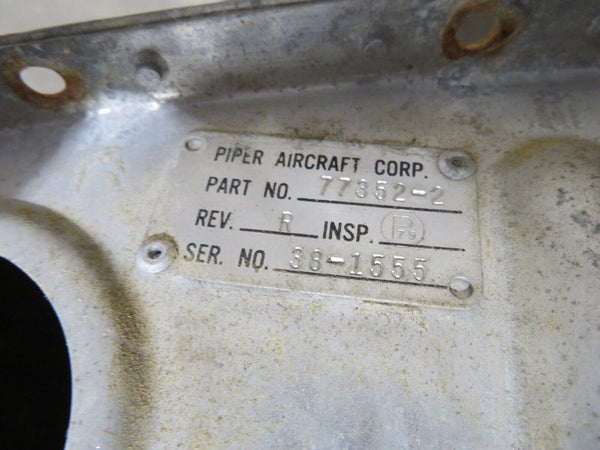 PIPER AIRCRAFT CORP.
PART NO. 77352-2
REV. R INSP.
SER. NO. 38-1555